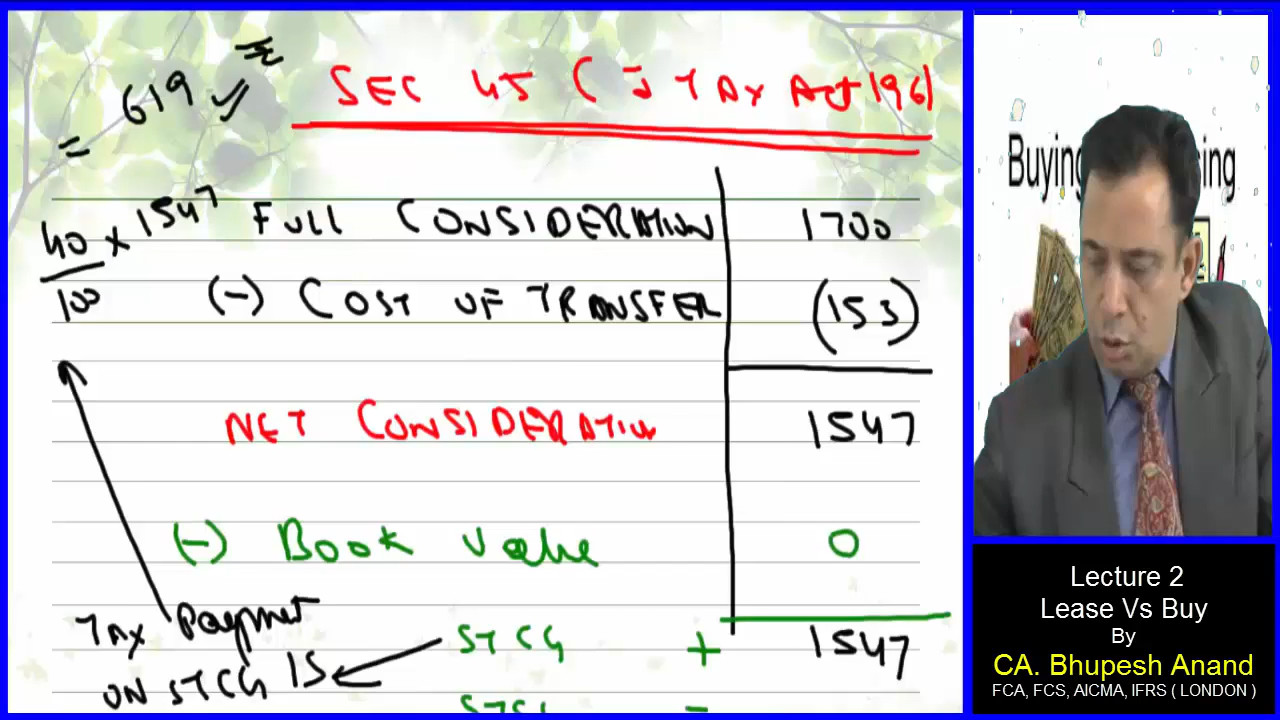 = 619
SEC 45 ( I TAX Act 196)
40/100 × 1547
FULL CONSIDERATION 1700
(-) COST OF TRANSFER (153)
NET CONSIDERATION 1547
(-) Book Value 0
TAX Payment
ON STCG IS
STCG + 1547
Buying
Lecture 2
Lease Vs Buy
By
CA. Bhupesh Anand
FCA, FCS, AICMA, IFRS ( LONDON )